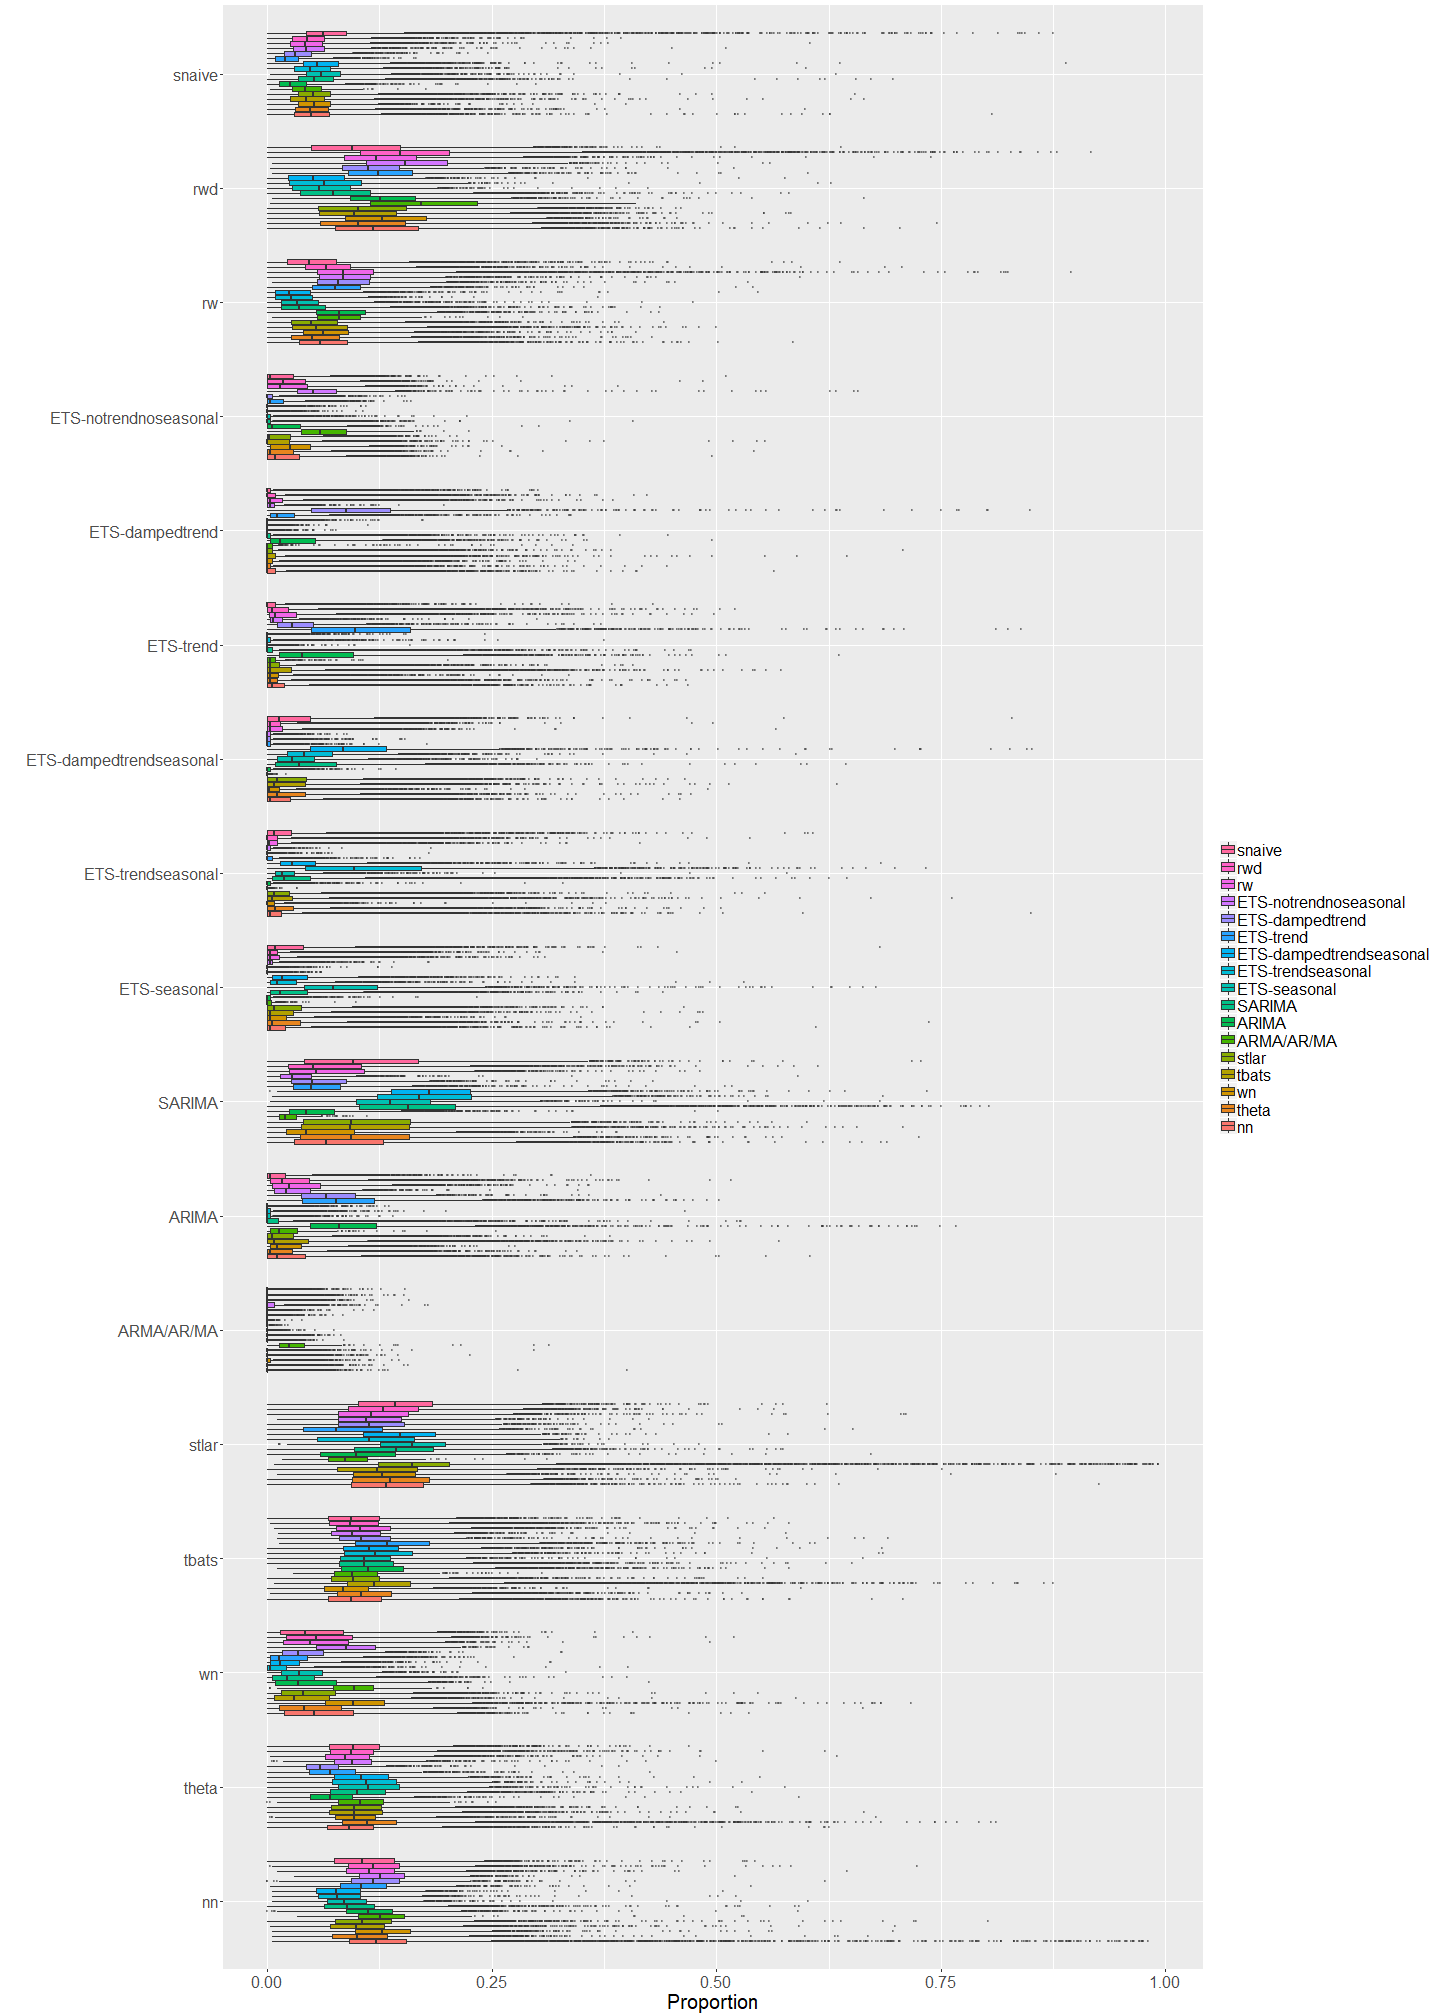 snaive
rwd
rw
ETS-notrendnoseasonal
ETS-dampedtrend
ETS-trend
ETS-dampedtrendseasonal
ETS-trendseasonal
ETS-seasonal
SARIMA
ARIMA
ARMA/AR/MA
stlar
tbats
wn
theta
nn
0.00 0.25 0.50 0.75 1.00
Proportion
snaive
rwd
rw
ETS-notrendnoseasonal
ETS-dampedtrend
ETS-trend
ETS-dampedtrendseasonal
ETS-trendseasonal
ETS-seasonal
SARIMA
ARIMA
ARMA/AR/MA
stlar
tbats
wn
theta
nn